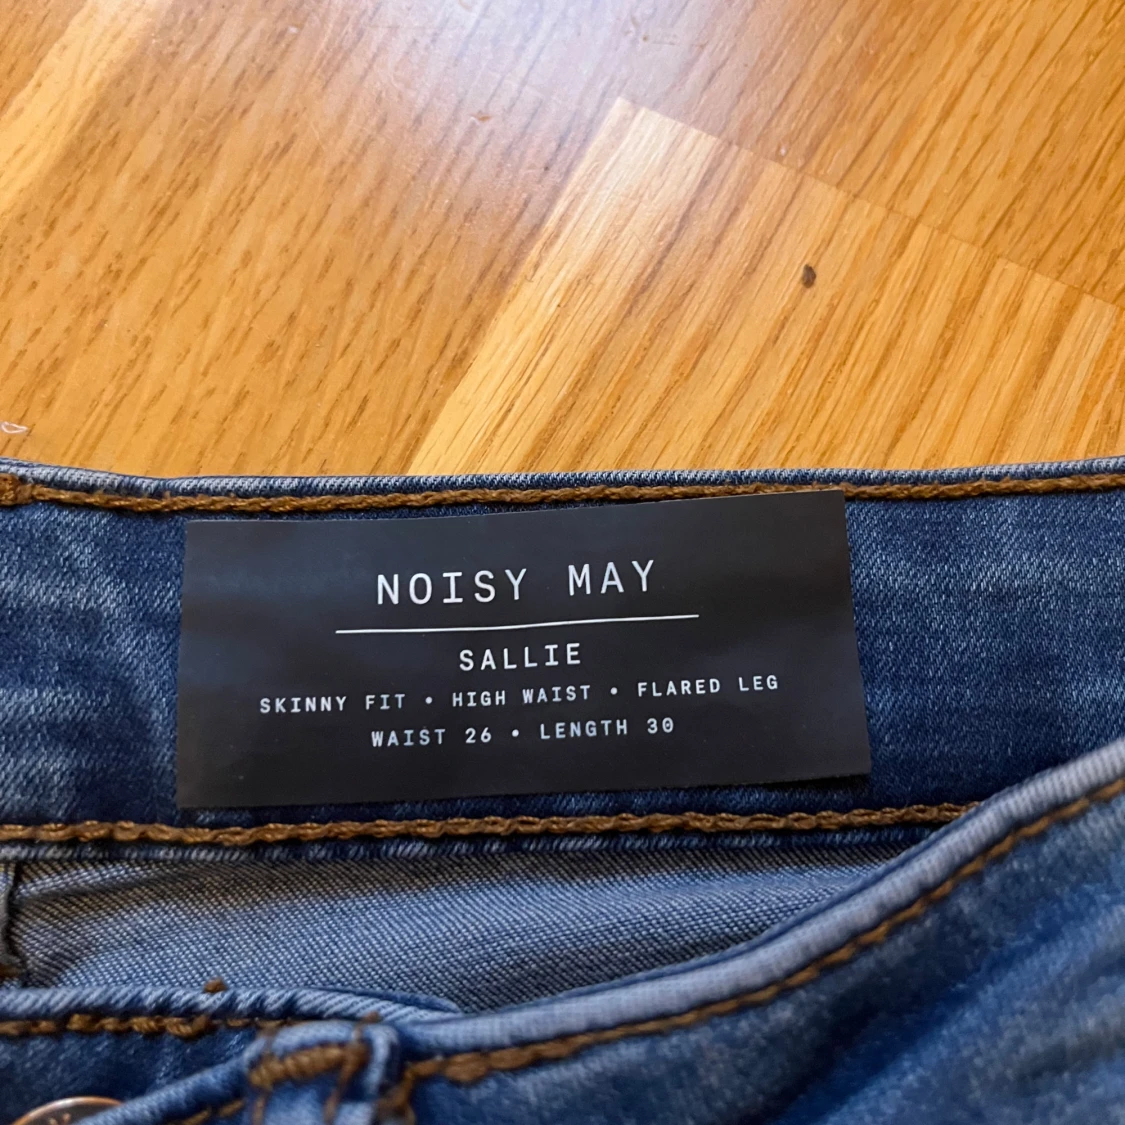 NOISY MAY
SALLIE
SKINNY FIT • HIGH WAIST • FLARED LEG
WAIST 26 • LENGTH 30